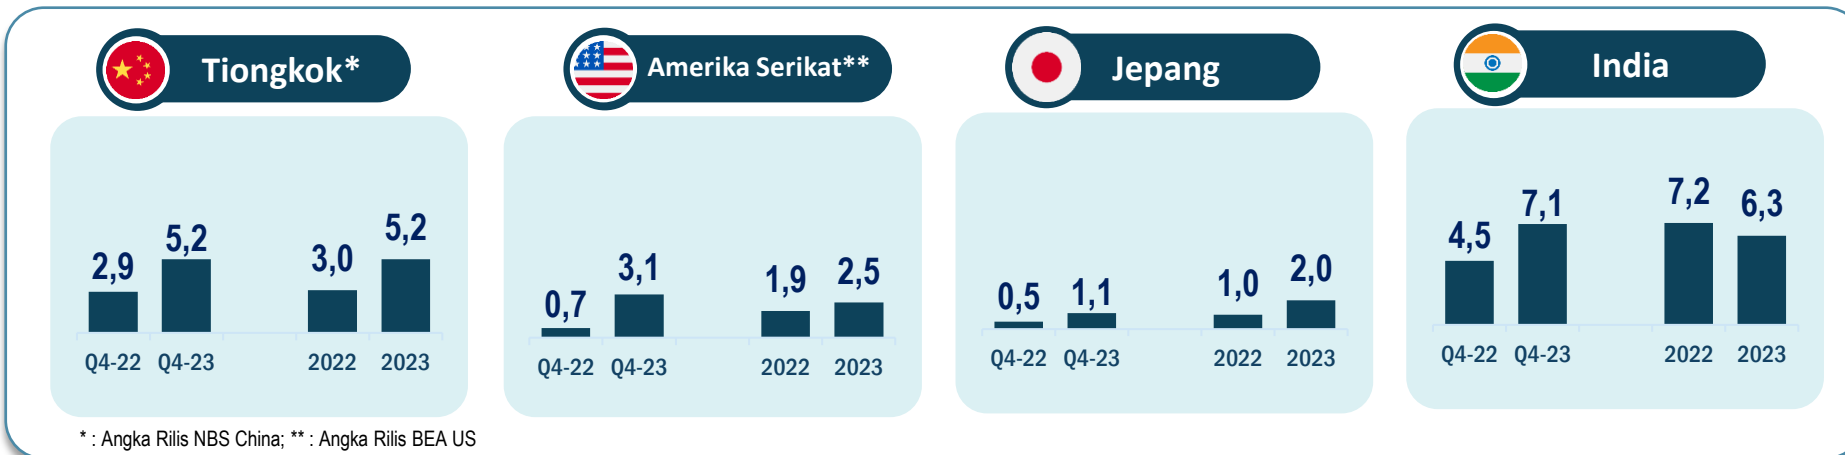 Tiongkok*
2,9 5,2 3,0 5,2
Q4-22 Q4-23 2022 2023
Amerika Serikat**
0,7 3,1 1,9 2,5
Q4-22 Q4-23 2022 2023
Jepang
0,5 1,1 1,0 2,0
Q4-22 Q4-23 2022 2023
India
4,5 7,1 7,2 6,3
Q4-22 Q4-23 2022 2023
* : Angka Rilis NBS China; ** : Angka Rilis BEA US